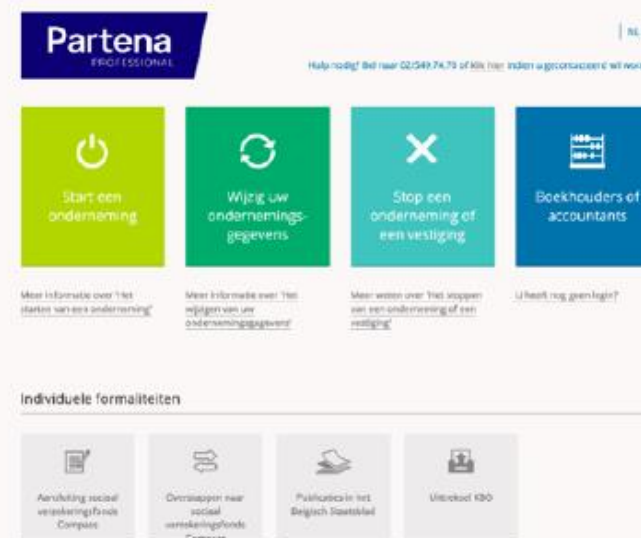 Partena
PROFESSIONAL
NL
Hulp nodig? Bel naar 02/549.74.70 of klik hier indien u gecontacteerd wil
Start een
onderneming
Wijzig uw
ondernemings-
gegevens
Stop een
onderneming of
een vestiging
Boekhouders of
accountants
Meer informatie over 'Het
starten van een onderneming'
Meer informatie over 'Het
wijzigen van uw
ondernemingsgegevens'
Meer weten over 'Het stoppen
van een onderneming of een
vestiging'
U heeft nog geen login?
Individuele formaliteiten
Aansluiting sociaal
verzekeringsfonds
Compass
Overstappen naar
sociaal
verzekeringsfonds
Compass
Publicaties in het
Belgisch Staatsblad
Uittreksel KBO